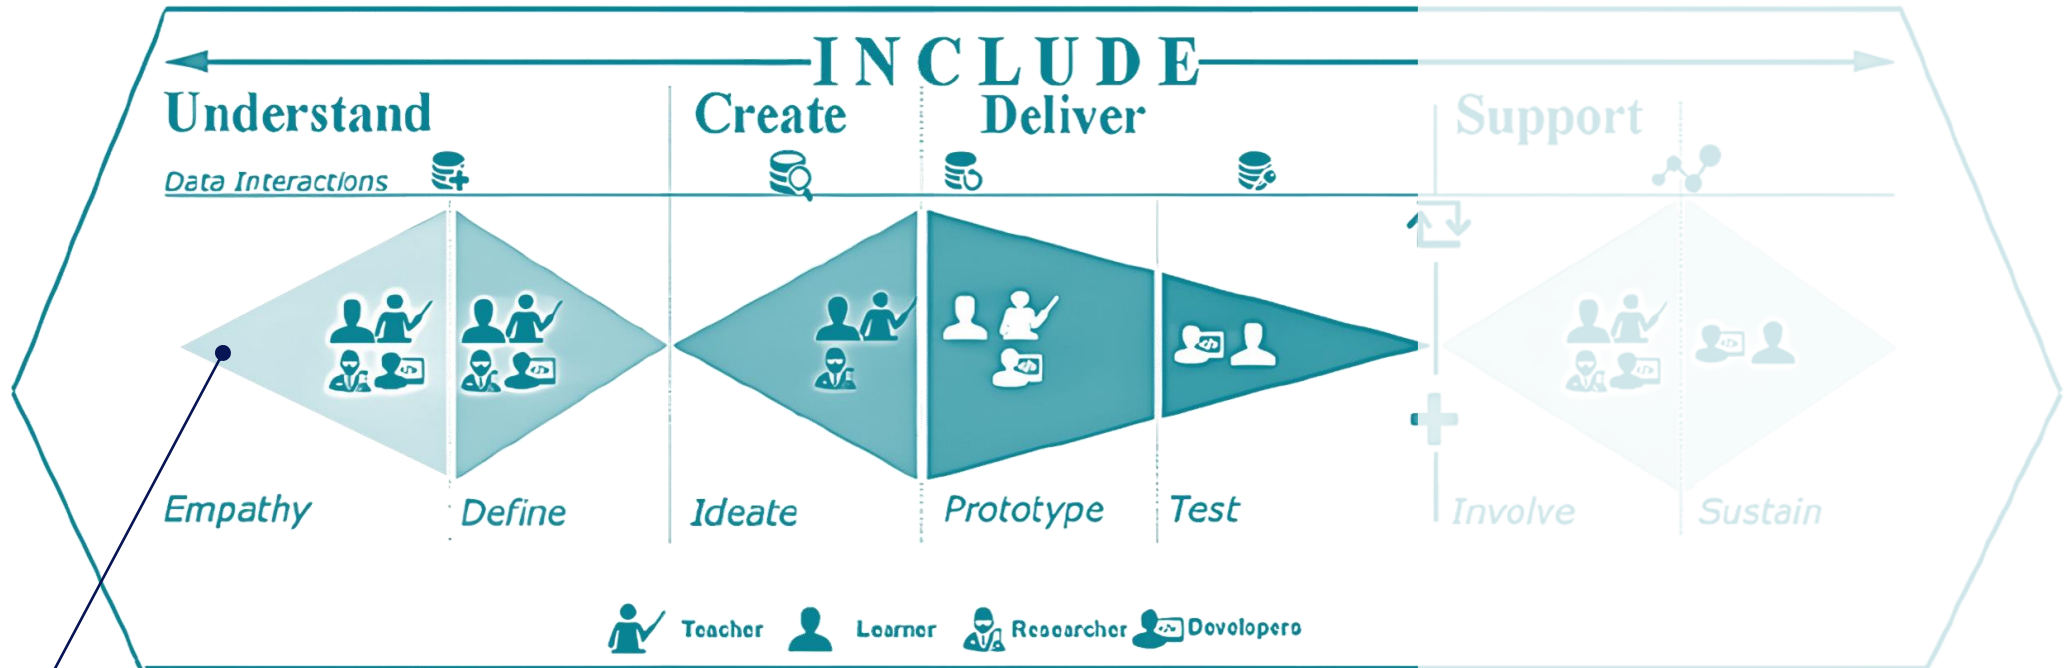 INCLUDE
Understand Create Deliver Support
Data Interactions
Empathy Define Ideate Prototype Test Involve Sustain
Teacher Learner Researcher Developers